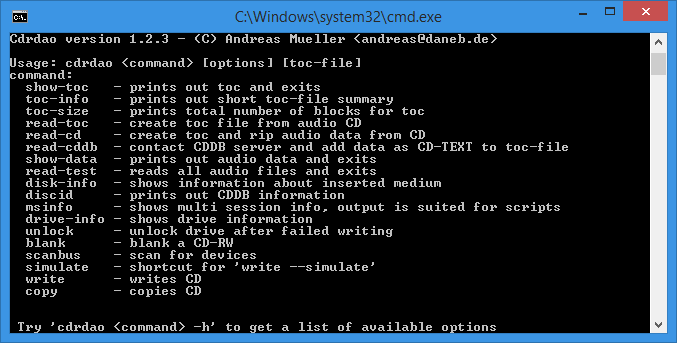 C:\Windows\system32\cmd.exe
Cdrdao version 1.2.3 - (C) Andreas Mueller <andreas@daneb.de>
Usage: cdrdao <command> [options] [toc-file]
command:
show-toc - prints out toc and exits
toc-info - prints out short toc-file summary
toc-size - prints total number of blocks for toc
read-toc - create toc file from audio CD
read-cd - create toc and rip audio data from CD
read-cddb - contact CDDB server and add data as CD-TEXT to toc-file
show-data - prints out audio data and exits
read-test - reads all audio files and exits
disk-info - shows information about inserted medium
discid - prints out CDDB information
msinfo - shows multi session info, output is suited for scripts
drive-info - shows drive information
unlock - unlock drive after failed writing
blank - blank a CD-RW
scanbus - scan for devices
simulate - shortcut for 'write --simulate'
write - writes CD
copy - copies CD
Try 'cdrdao <command> -h' to get a list of available options